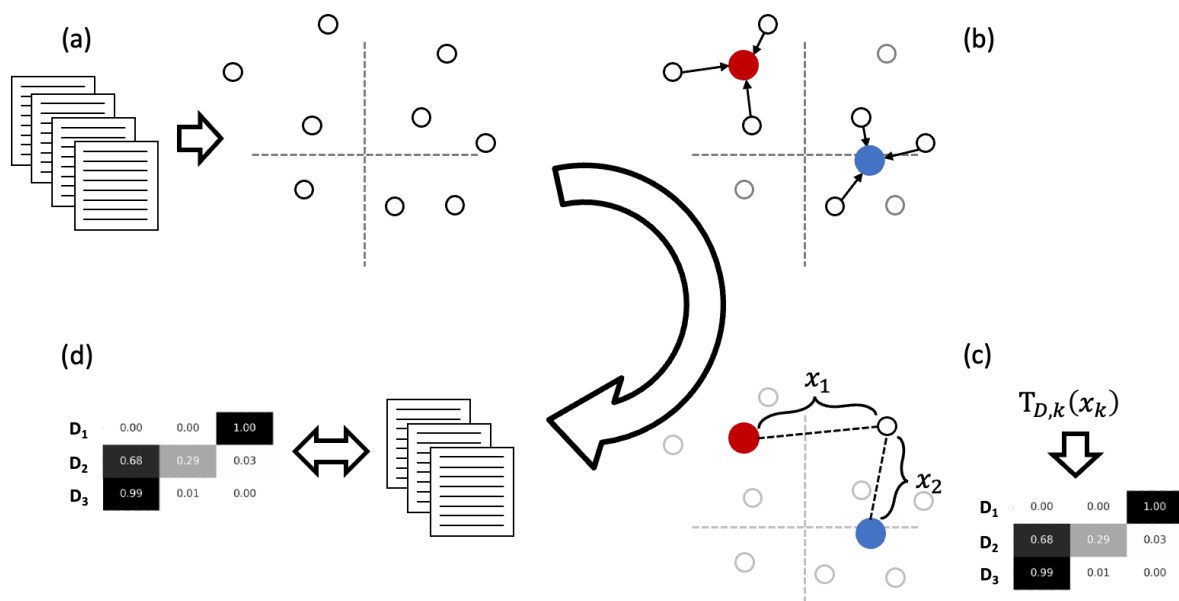 (a)
(b)
(d)
D1 0.00 0.00 1.00
D2 0.68 0.29 0.03
D3 0.99 0.01 0.00
(c)
x₁
x₂
T_{D,k}(x_k)
D₁ 0.00 0.00 1.00
D₂ 0.68 0.29 0.03
D₃ 0.99 0.01 0.00